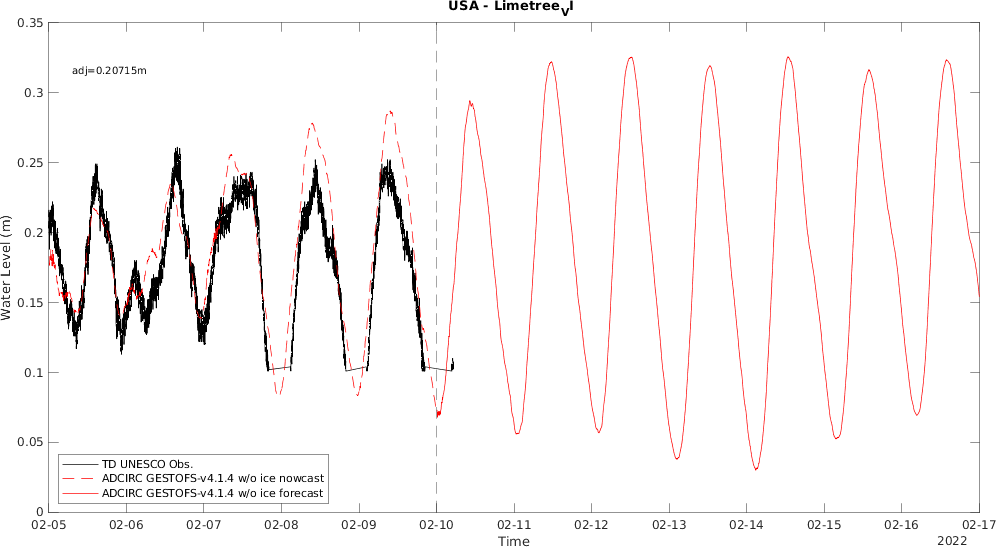 USA - Limetree_VI
adj=0.20715m
Water Level (m)
0.35
0.3
0.25
0.2
0.15
0.1
0.05
0
TD UNESCO Obs.
ADCIRC GESTOFS-v4.1.4 w/o ice nowcast
ADCIRC GESTOFS-v4.1.4 w/o ice forecast
02-05 02-06 02-07 02-08 02-09 02-10 02-11 02-12 02-13 02-14 02-15 02-16 02-17
Time
2022